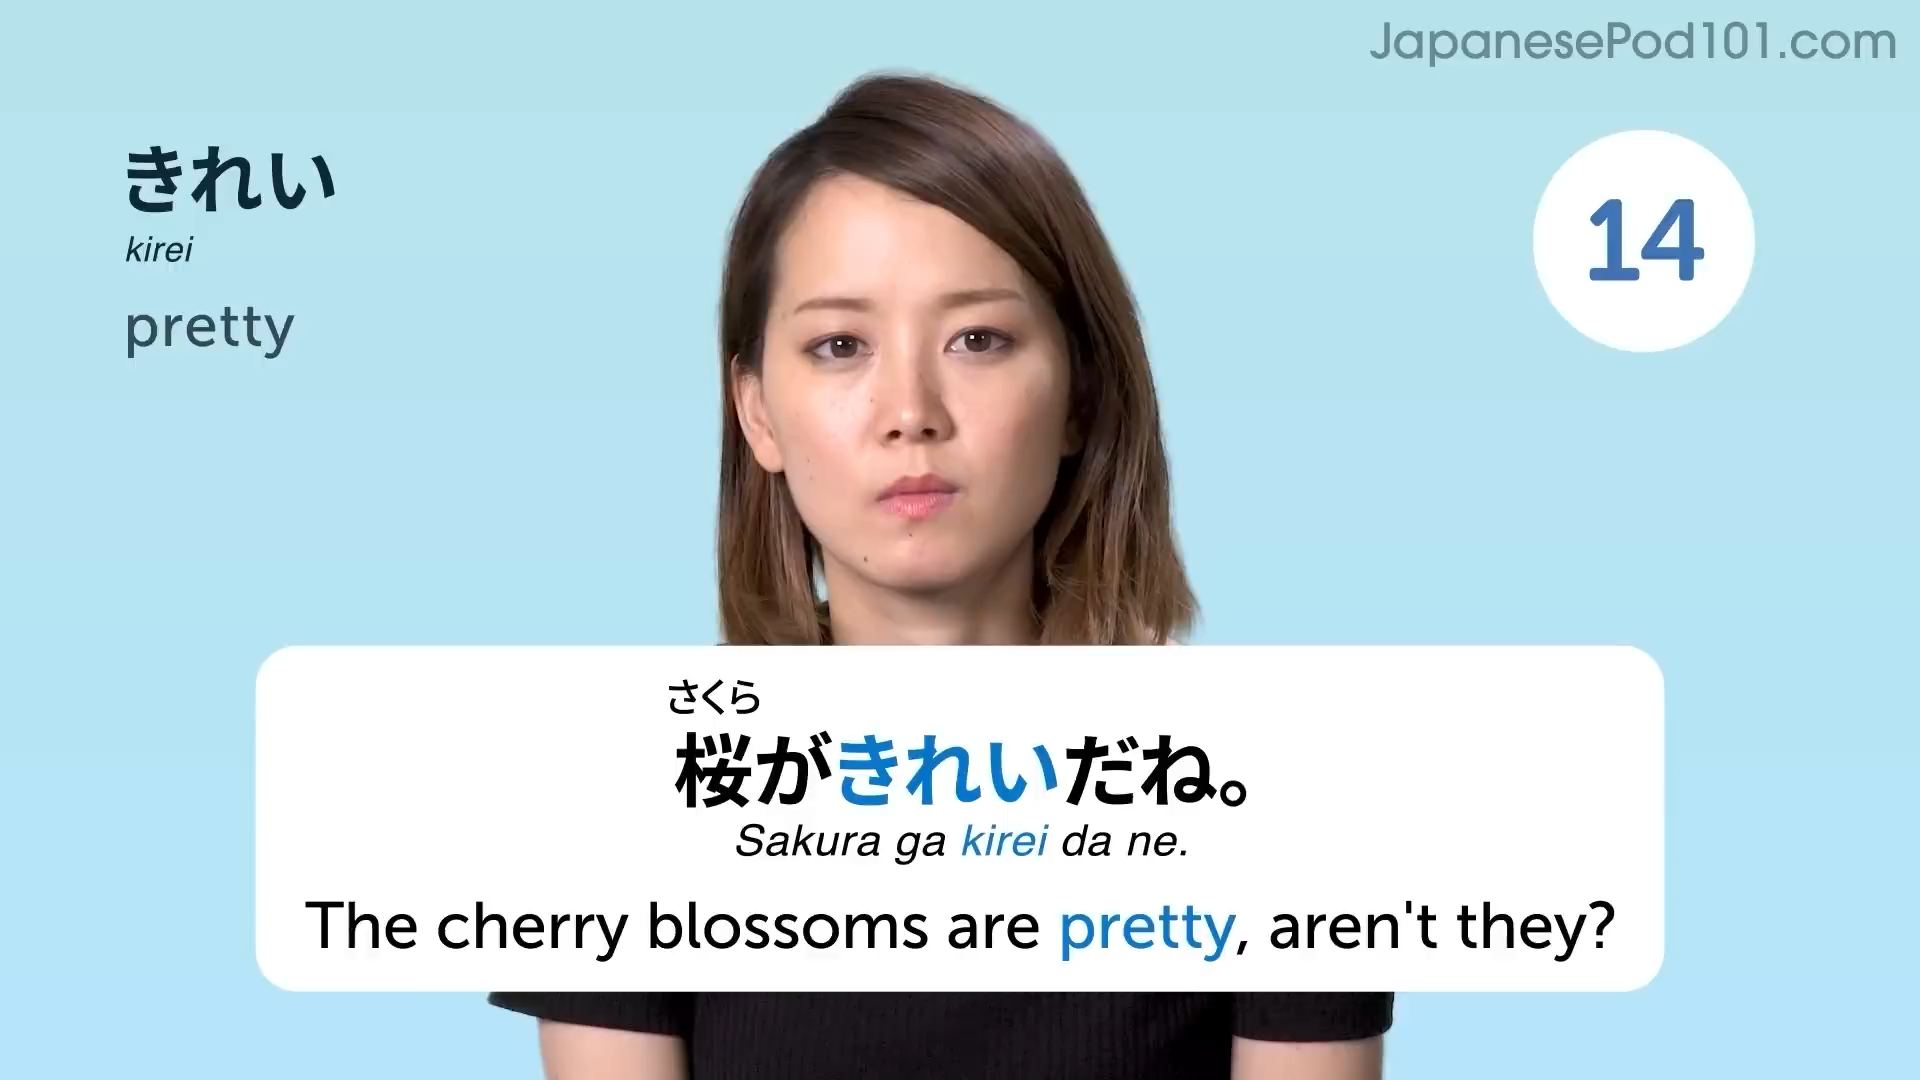 JapanesePod101.com
きれい
kirei
pretty
14
さくら
桜がきれいだね。
Sakura ga kirei da ne.
The cherry blossoms are pretty, aren't they?